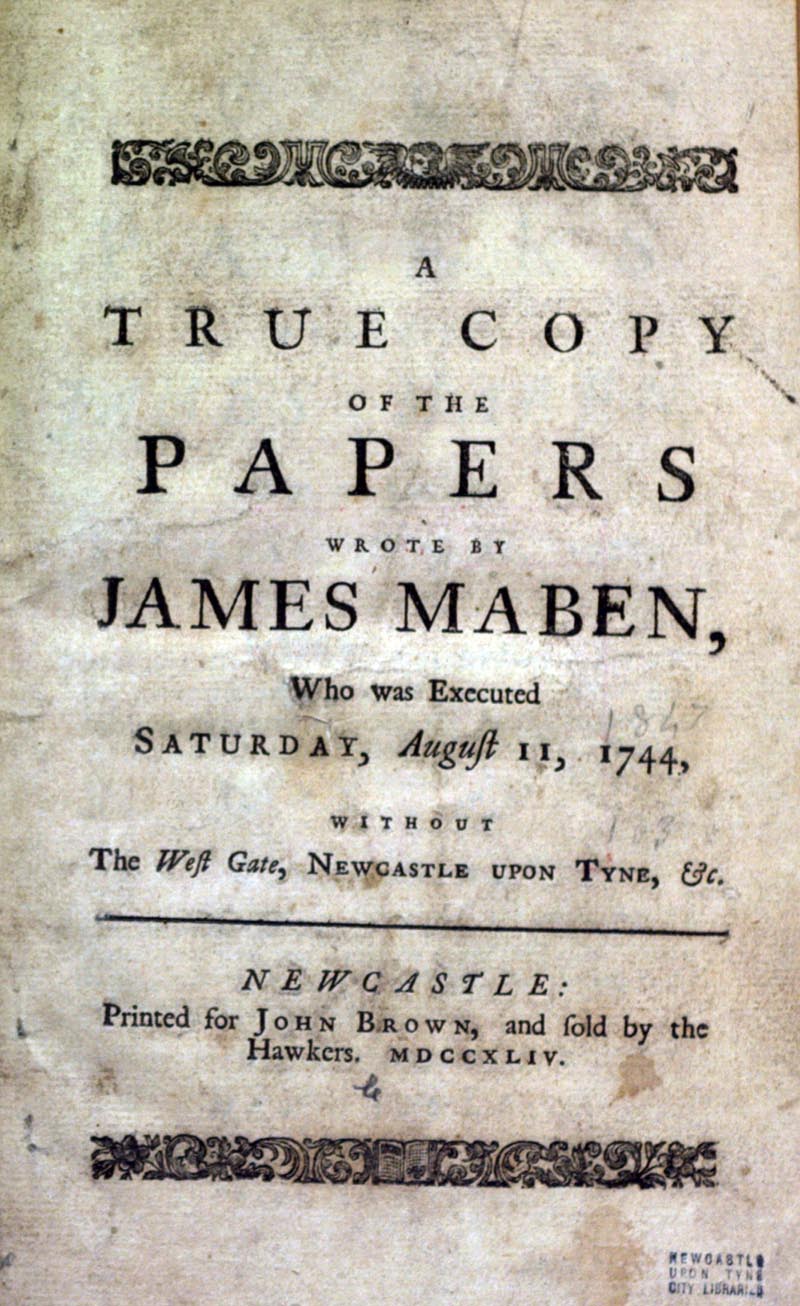 A
TRUE COPY
OF THE
PAPERS
WROTE BY
JAMES MABEN,
Who was Executed
SATURDAY, Auguſt 11, 1744,
WITHOUT
The Weſt Gate, NEWCASTLE UPON TYNE, &c.
NEWCASTLE:
Printed for JOHN BROWN, and ſold by the
Hawkers. MDCCXLIV.
NEWCASTLE
UPON TYNE
CITY LIBRARIES